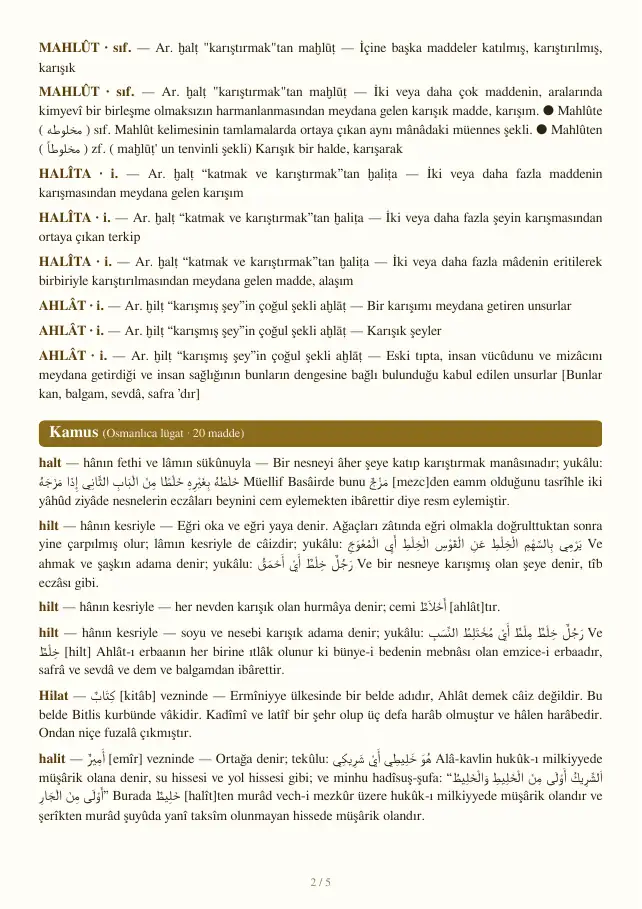 MAHLÛT · sıf. — Ar. ḫalṭ "karıştırmak"tan maḫlūṭ — İçine başka maddeler katılmış, karıştırılmış,
karışık
MAHLÛT · sıf. — Ar. ḫalṭ "karıştırmak"tan maḫlūṭ — İki veya daha çok maddenin, aralarında
kimyevî bir birleşme olmaksızın harmanlanmasından meydana gelen karışık madde, karışım. ● Mahlûte
( مخلوطه ) sıf. Mahlût kelimesinin tamlamalarda ortaya çıkan aynı mânâdaki müennes şekli. ● Mahlûten
( مخلوطاً ) zf. ( maḫlūṭ' un tenvinli şekli) Karışık bir halde, karışarak
HALÎTA · i. — Ar. ḫalṭ “katmak ve karıştırmak”tan ḫaliṭa — İki veya daha fazla maddenin
karışmasından meydana gelen karışım
HALÎTA · i. — Ar. ḫalṭ “katmak ve karıştırmak”tan ḫaliṭa — İki veya daha fazla şeyin karışmasından
ortaya çıkan terkip
HALÎTA · i. — Ar. ḫalṭ “katmak ve karıştırmak”tan ḫaliṭa — İki veya daha fazla mâdenin eritilerek
birbiriyle karıştırılmasından meydana gelen madde, alaşım
AHLÂT · i. — Ar. ḫilṭ “karışmış şey”in çoğul şekli aḫlāṭ — Bir karışımı meydana getiren unsurlar
AHLÂT · i. — Ar. ḫilṭ “karışmış şey”in çoğul şekli aḫlāṭ — Karışık şeyler
AHLÂT · i. — Ar. ḫilṭ “karışmış şey”in çoğul şekli aḫlāṭ — Eski tıpta, insan vücûdunu ve mizâcını
meydana getirdiği ve insan sağlığının bunların dengesine bağlı bulunduğu kabul edilen unsurlar [Bunlar
kan, balgam, sevdâ, safra 'dır]
Kamus (Osmanlıca lügat · 20 madde)
halt — hânın fethi ve lâmın sükûnuyla — Bir nesneyi âher şeye katıp karıştırmak manâsınadır; yukâlu:
خَلَطَهُ بِغَيْرِهِ خَلْطًا مِنَ الْبَابِ الثَّانِي إِذَا مَزَجَهُ Müellif Basâirde bunu مَزْجٌ [mezc]den eamm olduğunu tasrîhle iki
yâhûd ziyâde nesnelerin eczâları beynini cem eylemekten ibârettir diye resm eylemiştir.
hilt — hânın kesriyle — Eğri oka ve eğri yaya denir. Ağaçları zâtında eğri olmakla doğrulttuktan sonra
yine çarpılmış olur; lâmın kesriyle de câizdir; yukâlu: يَرْمِي بِالسَّهْمِ الْخِلْطِ عَنِ الْقَوْسِ الْخِلْطِ أَيِ الْمُعْوَجِّ Ve
ahmak ve şaşkın adama denir; yukâlu: رَجُلٌ خِلْطٌ أَيْ أَحْمَقُ Ve bir nesneye karışmış olan şeye denir, tîb
eczâsı gibi.
hilt — hânın kesriyle — her nevden karışık olan hurmâya denir; cemi أَخْلَاطٌ [ahlât]tır.
hilt — hânın kesriyle — soyu ve nesebi karışık adama denir; yukâlu: رَجُلٌ خِلْطٌ مِلْطٌ أَيْ مُخْتَلِطُ النَّسَبِ Ve
خِلْطٌ [hilt] Ahlât-ı erbaanın her birine ıtlâk olunur ki bünye-i bedenin mebnâsı olan emzice-i erbaadır,
safrâ ve sevdâ ve dem ve balgamdan ibârettir.
Hilat — كِتَابٌ [kitâb] vezninde — Ermîniyye ülkesinde bir belde adıdır, Ahlât demek câiz değildir. Bu
belde Bitlis kurbünde vâkidir. Kadîmî ve latîf bir şehr olup üç defa harâb olmuştur ve hâlen harâbedir.
Ondan niçe fuzalâ çıkmıştır.
halit — أَمِيرٌ [emîr] vezninde — Ortağa denir; tekûlu: هُوَ خَلِيطِي أَيْ شَرِيكِي Alâ-kavlin hukûk-ı milkiyyede
müşârik olana denir, su hissesi ve yol hissesi gibi; ve minhu hadîsuş-şufa: “اَلشَّرِيكُ أَوْلَى مِنَ الْخَلِيطِ وَالْخَلِيطُ
أَوْلَى مِنَ الْجَارِ” Burada خَلِيطٌ [halît]ten murâd vech-i mezkûr üzere hukûk-ı milkiyyede müşârik olandır ve
şerîkten murâd şuyûda yanî taksîm olunmayan hissede müşârik olandır.
2 / 5